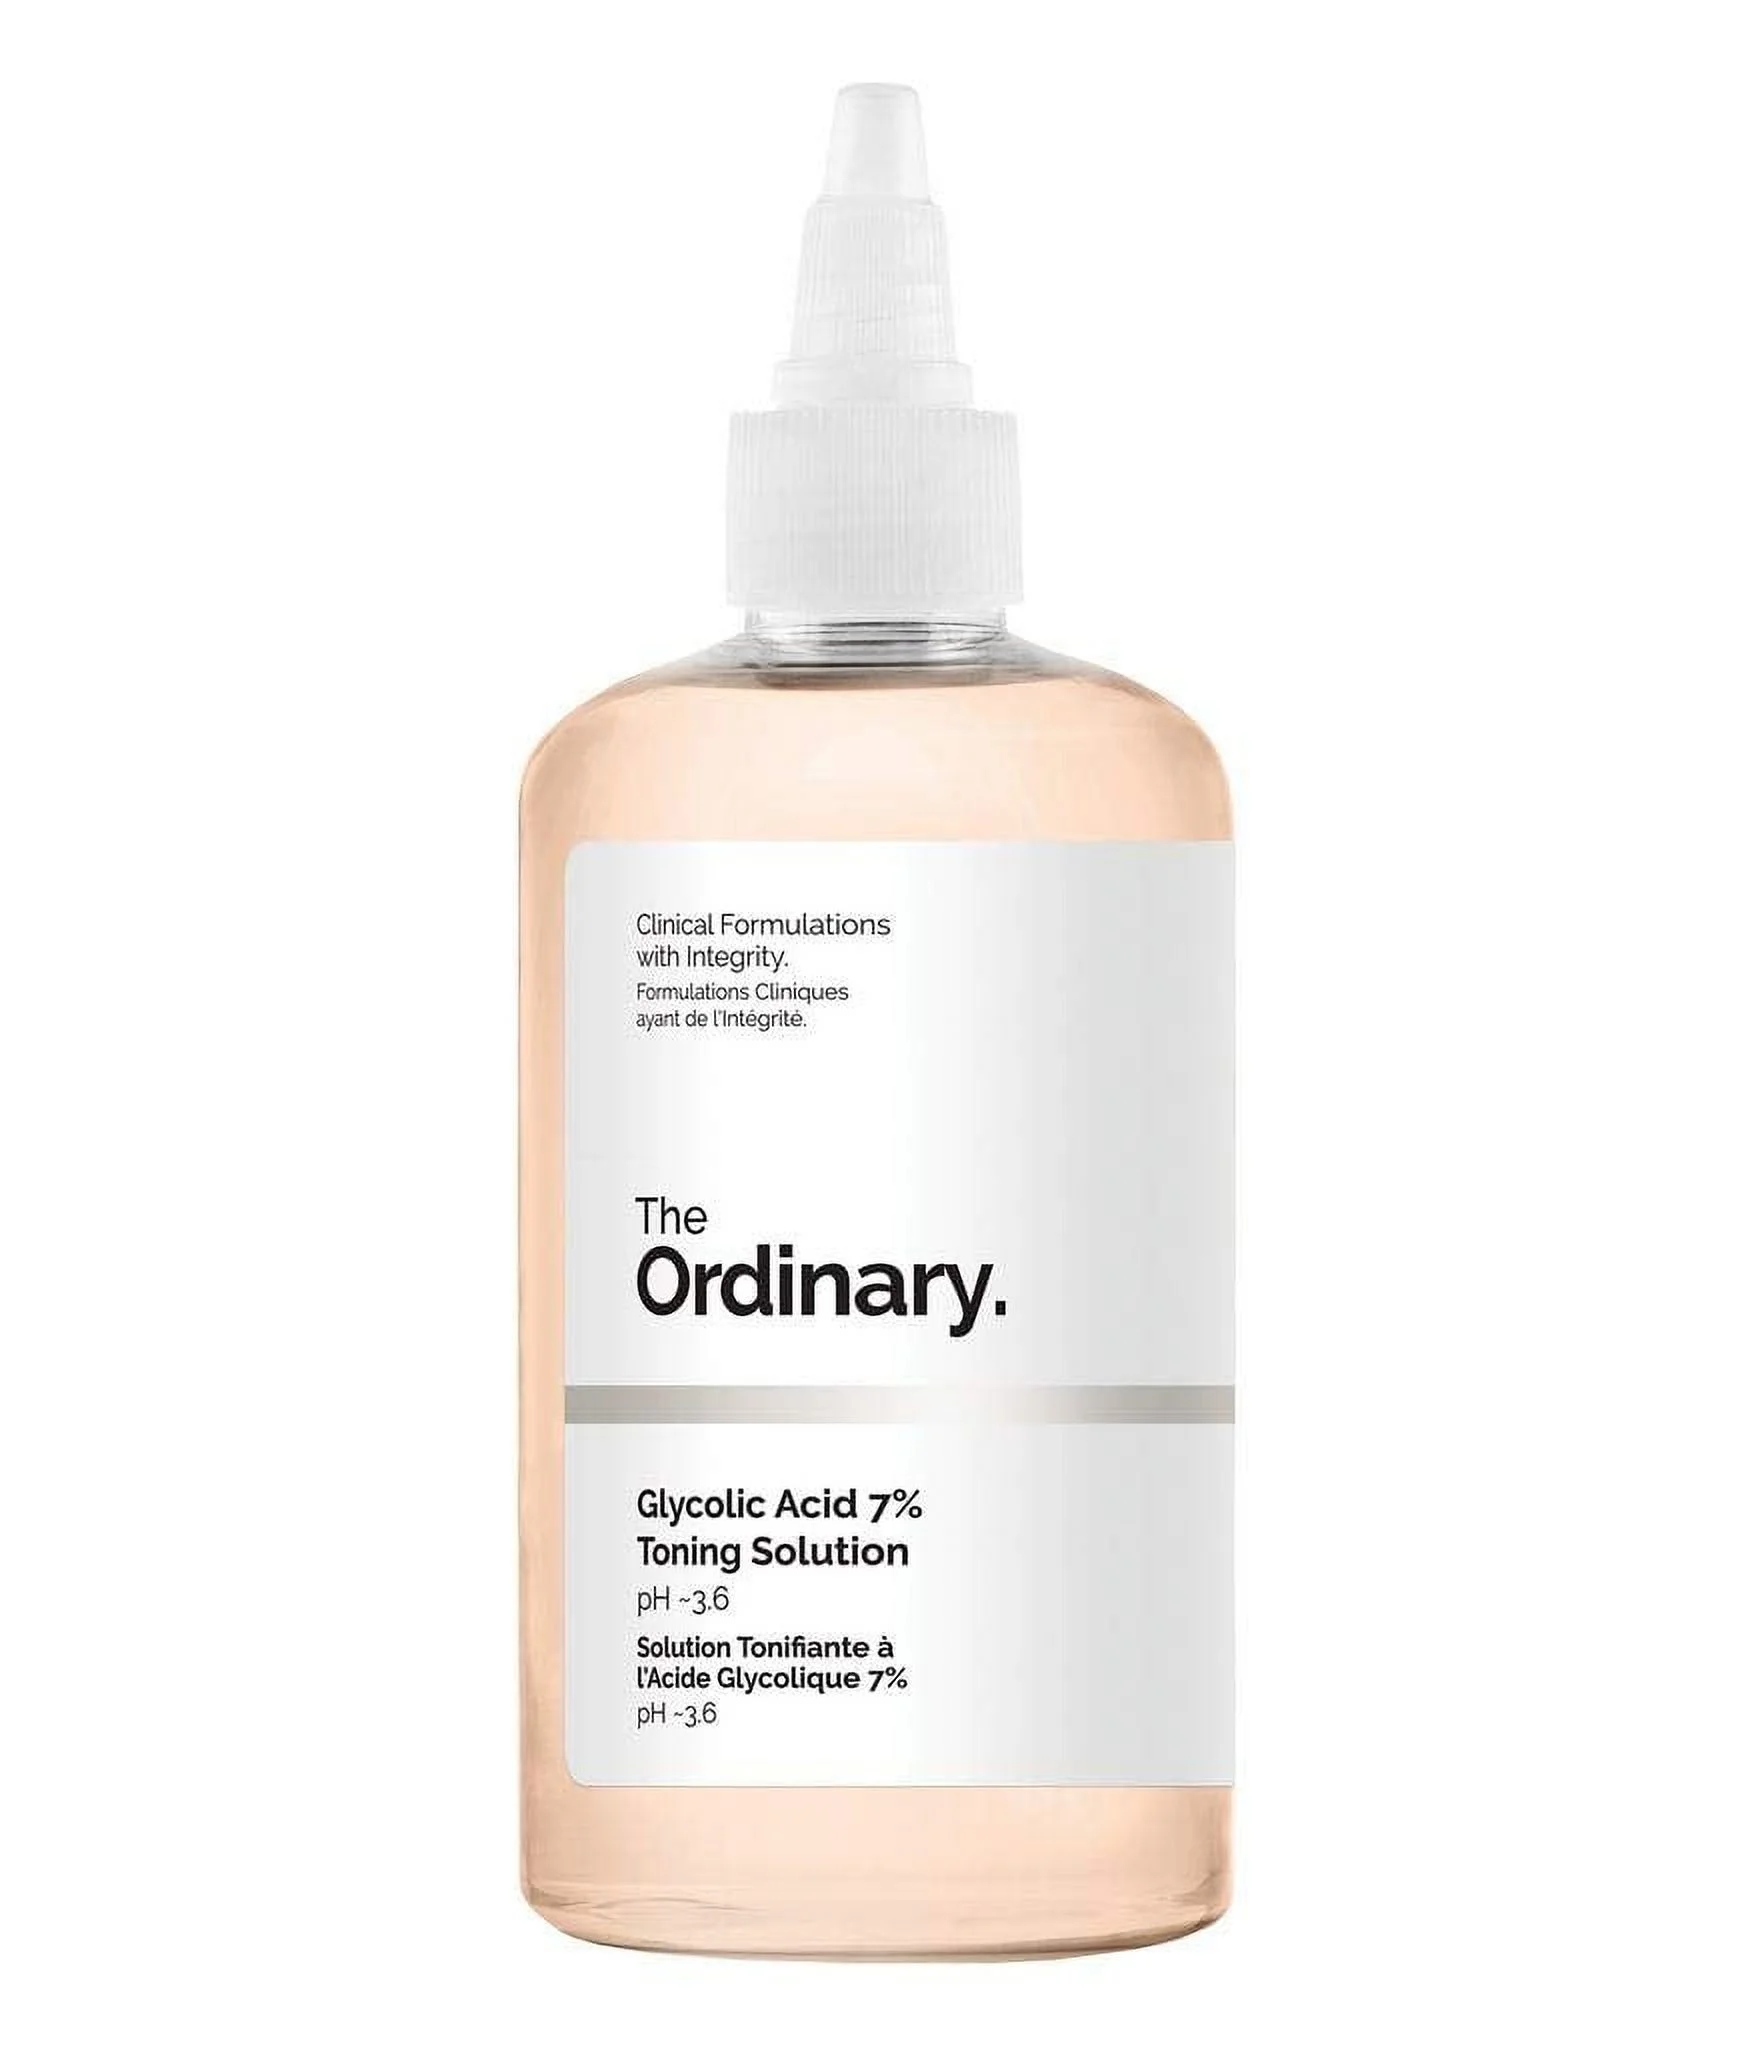 Clinical Formulations
with Integrity.
Formulations Cliniques
ayant de l'Intégrité.
The
Ordinary.
Glycolic Acid 7%
Toning Solution
pH ~3.6
Solution Tonifiante à
l'Acide Glycolique 7%
pH ~3.6